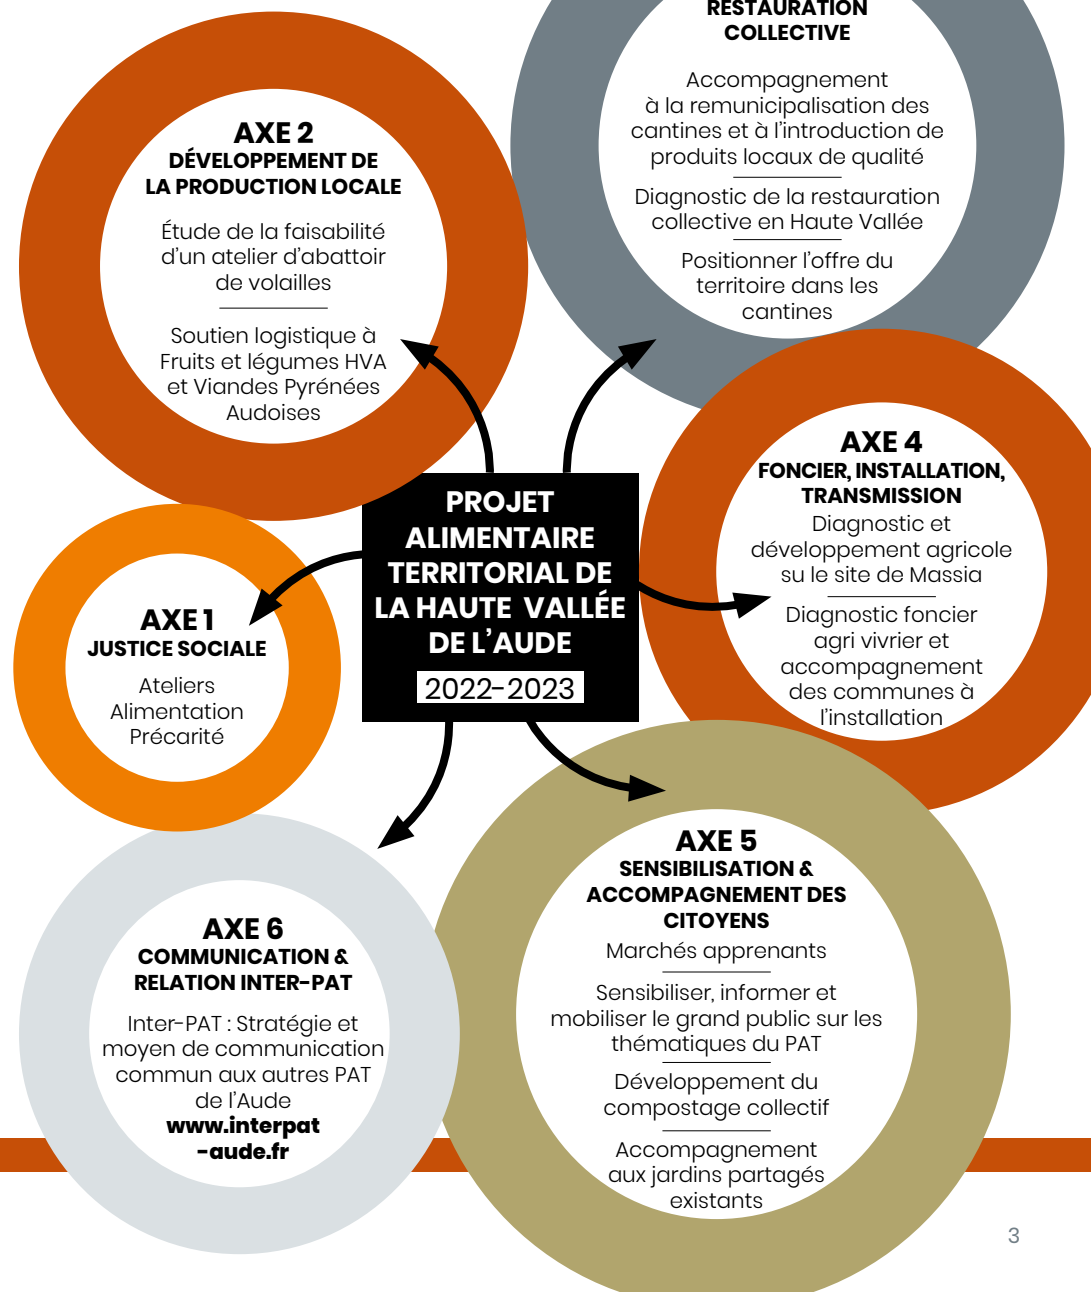 RESTAURATION
COLLECTIVE
Accompagnement
à la remunicipalisation des
cantines et à l'introduction de
produits locaux de qualité
Diagnostic de la restauration
collective en Haute Vallée
Positionner l'offre du
territoire dans les
cantines
AXE 2
DÉVELOPPEMENT DE
LA PRODUCTION LOCALE
Étude de la faisabilité
d'un atelier d'abattoir
de volailles
Soutien logistique à
Fruits et légumes HVA
et Viandes Pyrénées
Audoises
AXE 4
FONCIER, INSTALLATION,
TRANSMISSION
Diagnostic et
développement agricole
su le site de Massia
Diagnostic foncier
agri vivrier et
accompagnement
des communes à
l'installation
PROJET
ALIMENTAIRE
TERRITORIAL DE
LA HAUTE VALLÉE
DE L'AUDE
2022-2023
AXE 1
JUSTICE SOCIALE
Ateliers
Alimentation
Précarité
AXE 5
SENSIBILISATION &
ACCOMPAGNEMENT DES
CITOYENS
Marchés apprenants
Sensibiliser, informer et
mobiliser le grand public sur les
thématiques du PAT
Développement du
compostage collectif
Accompagnement
aux jardins partagés
existants
AXE 6
COMMUNICATION &
RELATION INTER-PAT
Inter-PAT : Stratégie et
moyen de communication
commun aux autres PAT
de l'Aude
www.interpat
-aude.fr
3